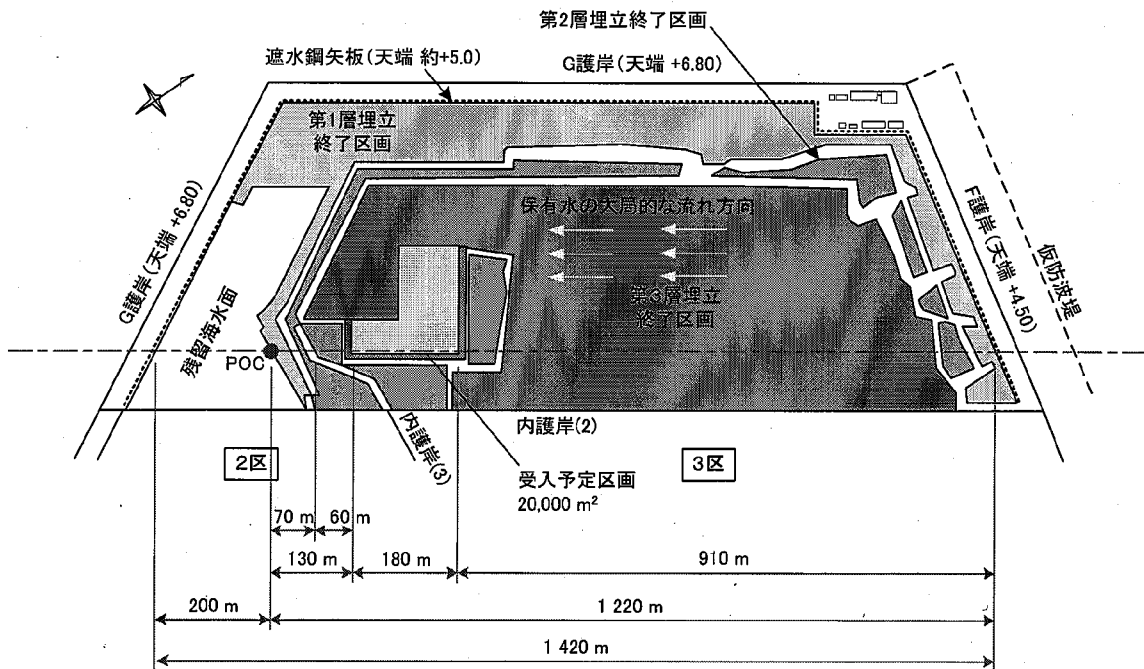 第2層埋立終了区画
遮水鋼矢板(天端 約+5.0)
G護岸(天端 +6.80)
第1層埋立
終了区画
保有水の大局的な流れ方向
G護岸(天端 +6.80)
F護岸(天端 +4.50)
仮防波堤
第3層埋立
終了区画
残留海水面
POC
内護岸(2)
内護岸(3)
2区
3区
受入予定区画
20,000 m²
70 m
60 m
130 m
180 m
910 m
200 m
1 220 m
1 420 m